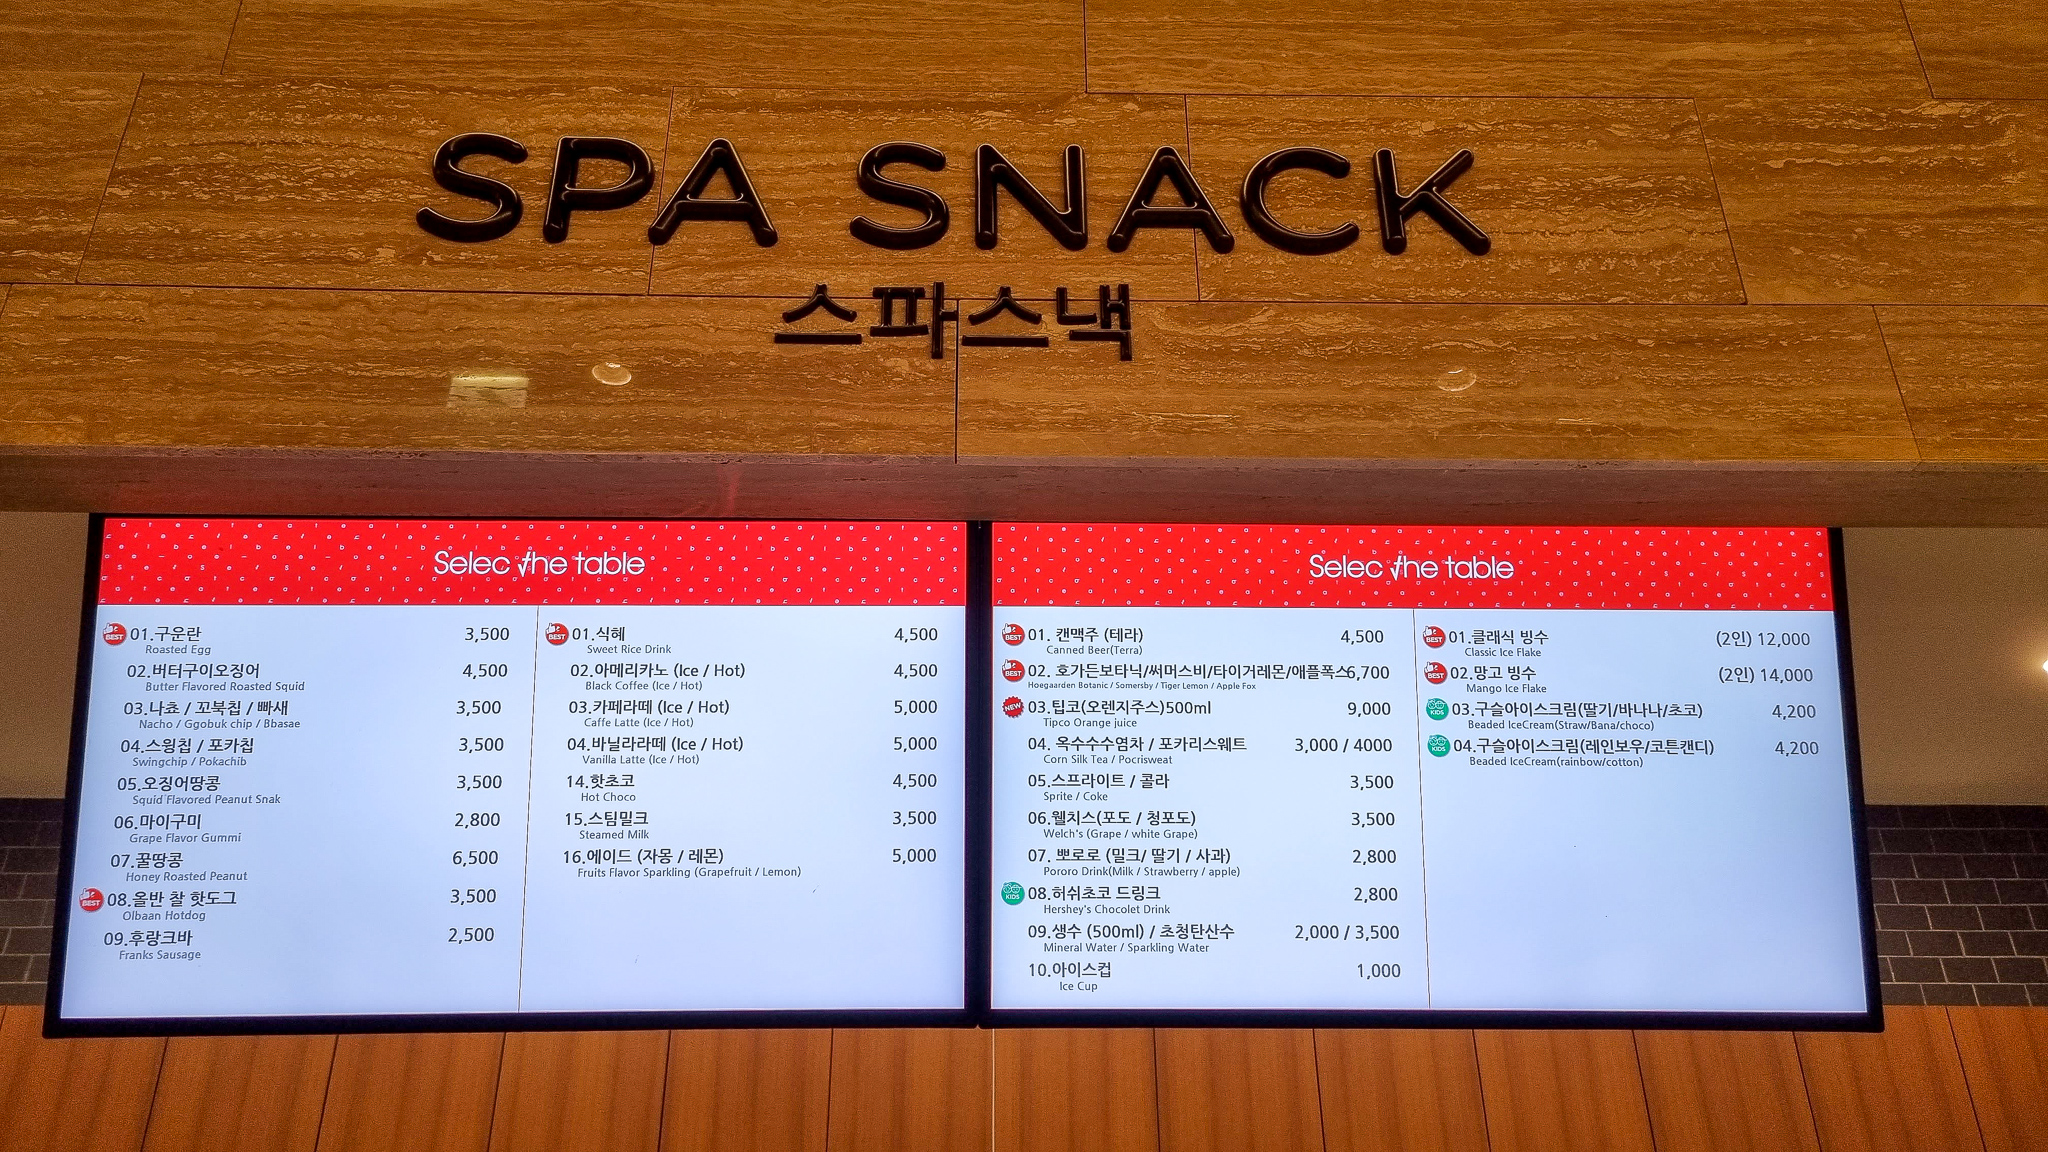 SPA SNACK
스파스낵
Selec the table
BEST 01.구운란 3,500
Roasted Egg
02.버터구이오징어 4,500
Butter Flavored Roasted Squid
03.나쵸 / 꼬북칩 / 빠새 3,500
Nacho / Ggobuk chip / Bbasae
04.스윙칩 / 포카칩 3,500
Swingchip / Pokachib
05.오징어땅콩 3,500
Squid Flavored Peanut Snak
06.마이구미 2,800
Grape Flavor Gummi
07.꿀땅콩 6,500
Honey Roasted Peanut
BEST 08.올반 찰 핫도그 3,500
Olbaan Hotdog
09.후랑크바 2,500
Franks Sausage
BEST 01.식혜 4,500
Sweet Rice Drink
02.아메리카노 (Ice / Hot) 4,500
Black Coffee (Ice / Hot)
03.카페라떼 (Ice / Hot) 5,000
Caffe Latte (Ice / Hot)
04.바닐라라떼 (Ice / Hot) 5,000
Vanilla Latte (Ice / Hot)
14.핫초코 4,500
Hot Choco
15.스팀밀크 3,500
Steamed Milk
16.에이드 (자몽 / 레몬) 5,000
Fruits Flavor Sparkling (Grapefruit / Lemon)
Selec the table
BEST 01. 캔맥주 (테라) 4,500
Canned Beer(Terra)
BEST 02. 호가든보타닉/써머스비/타이거레몬/애플폭스 6,700
Hoegaarden Botanic / Somersby / Tiger Lemon / Apple Fox
NEW 03.팁코(오렌지주스)500ml 9,000
Tipco Orange juice
04. 옥수수수염차 / 포카리스웨트 3,000 / 4000
Corn Silk Tea / Pocrisweat
05.스프라이트 / 콜라 3,500
Sprite / Coke
06.웰치스(포도 / 청포도) 3,500
Welch's (Grape / white Grape)
07. 뽀로로 (밀크/ 딸기 / 사과) 2,800
Pororo Drink(Milk / Strawberry / apple)
KIDS 08.허쉬초코 드링크 2,800
Hershey's Chocolet Drink
09.생수 (500ml) / 초청탄산수 2,000 / 3,500
Mineral Water / Sparkling Water
10.아이스컵 1,000
Ice Cup
BEST 01.클래식 빙수 (2인) 12,000
Classic Ice Flake
BEST 02.망고 빙수 (2인) 14,000
Mango Ice Flake
KIDS 03.구슬아이스크림(딸기/바나나/초코) 4,200
Beaded IceCream(Straw/Bana/choco)
KIDS 04.구슬아이스크림(레인보우/코튼캔디) 4,200
Beaded IceCream(rainbow/cotton)